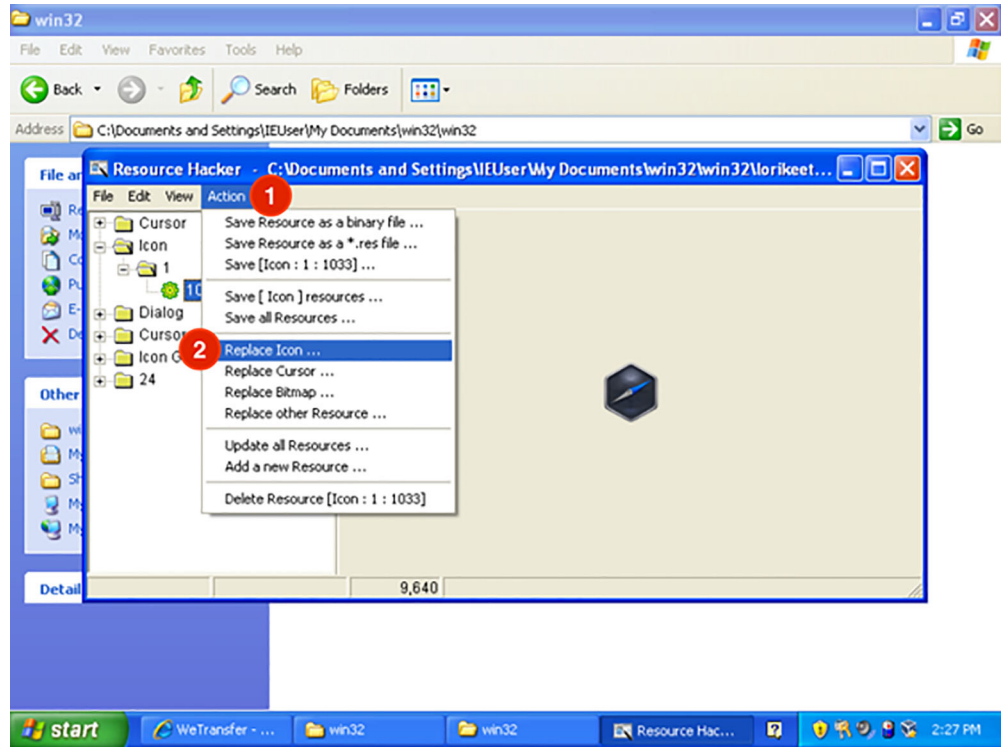 win32
File Edit View Favorites Tools Help
Back Search Folders
Address C:\Documents and Settings\IEUser\My Documents\win32\win32 Go
File
Resource Hacker - C:\Documents and Settings\IEUser\My Documents\win32\win32\lorikeet...
File Edit View Action 1
Cursor
Icon
1
10
Dialog
Cursor
Icon
24
Save Resource as a binary file ...
Save Resource as a *.res file ...
Save [Icon : 1 : 1033] ...
Save [ Icon ] resources ...
Save all Resources ...
2 Replace Icon ...
Replace Cursor ...
Replace Bitmap ...
Replace other Resource ...
Update all Resources ...
Add a new Resource ...
Delete Resource [Icon : 1 : 1033]
Other
Detail
9,640
start WeTransfer - ... win32 win32 Resource Hac... 2:27 PM